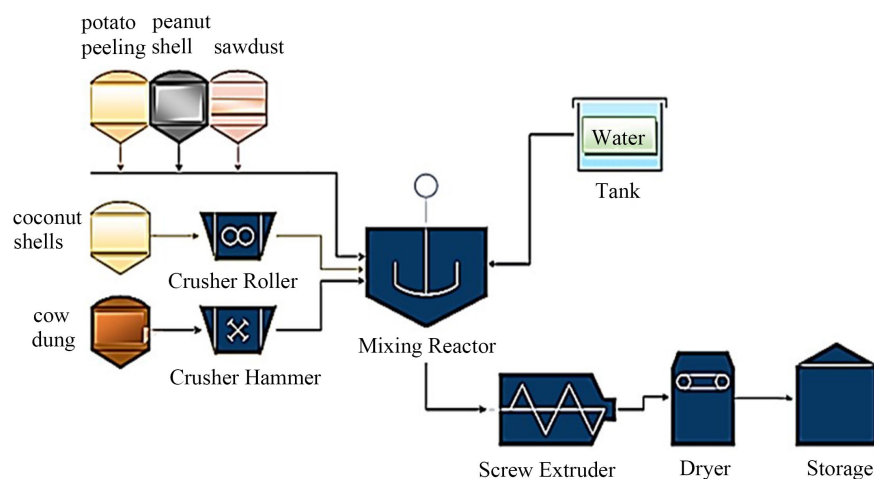 potato
peeling
peanut
shell
sawdust
Water
Tank
coconut
shells
Crusher Roller
cow
dung
Crusher Hammer
Mixing Reactor
Screw Extruder
Dryer
Storage